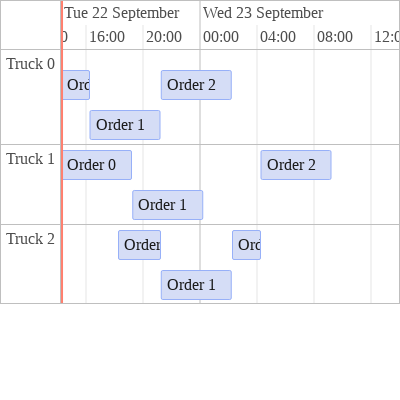 Tue 22 September Wed 23 September
0 16:00 20:00 00:00 04:00 08:00 12:0
Truck 0
Ord Order 2
Order 1
Truck 1
Order 0 Order 2
Order 1
Truck 2
Order Ord
Order 1